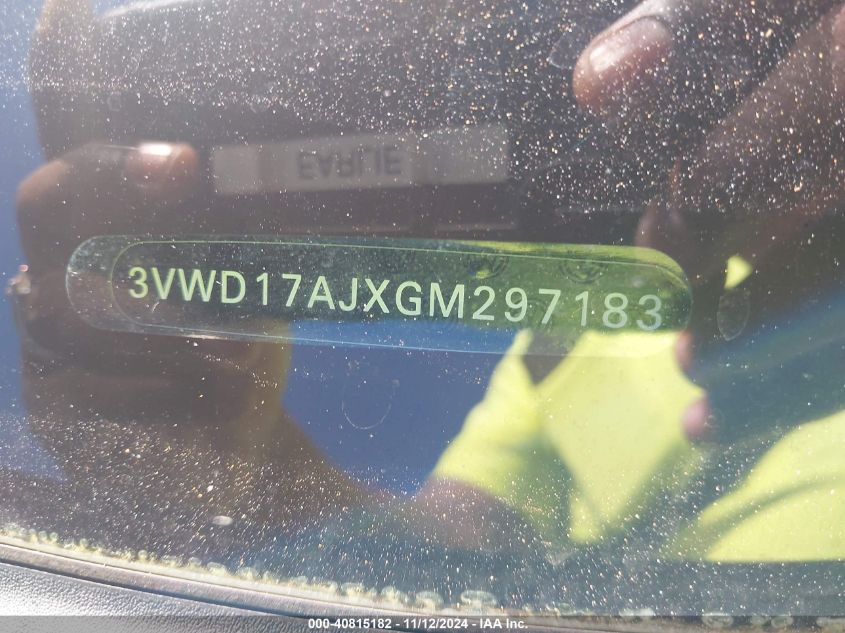 EARLIE
3VWD17AJXGM297183
000-40815182 - 11/12/2024 - IAA Inc.